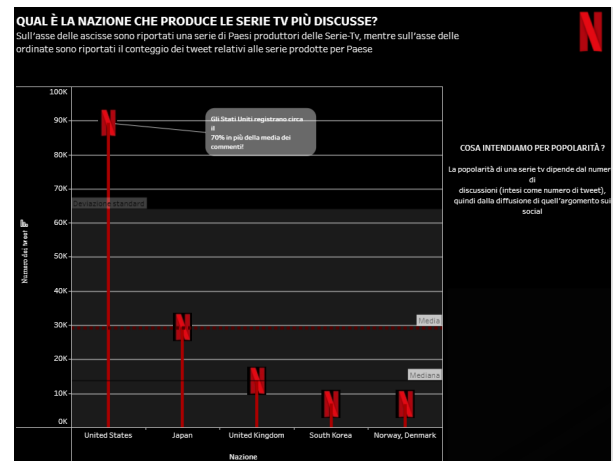 QUAL È LA NAZIONE CHE PRODUCE LE SERIE TV PIÙ DISCUSSE?
Sull'asse delle ascisse sono riportati una serie di Paesi produttori delle Serie-Tv, mentre sull'asse delle
ordinate sono riportati il conteggio dei tweet relativi alle serie prodotte per Paese
N
100K
90K
80K
70K
60K
50K
40K
30K
20K
10K
0K
Numero dei tweet
Gli Stati Uniti registrano circa
il
70% in più della media dei
commenti!
Deviazione standard
Media
Mediana
United States
Japan
United Kingdom
South Korea
Norway, Denmark
Nazione
COSA INTENDIAMO PER POPOLARITÀ ?
La popolarità di una serie tv dipende dal numer
di
discussioni (intesi come numero di tweet),
quindi dalla diffusione di quell'argomento sui
social